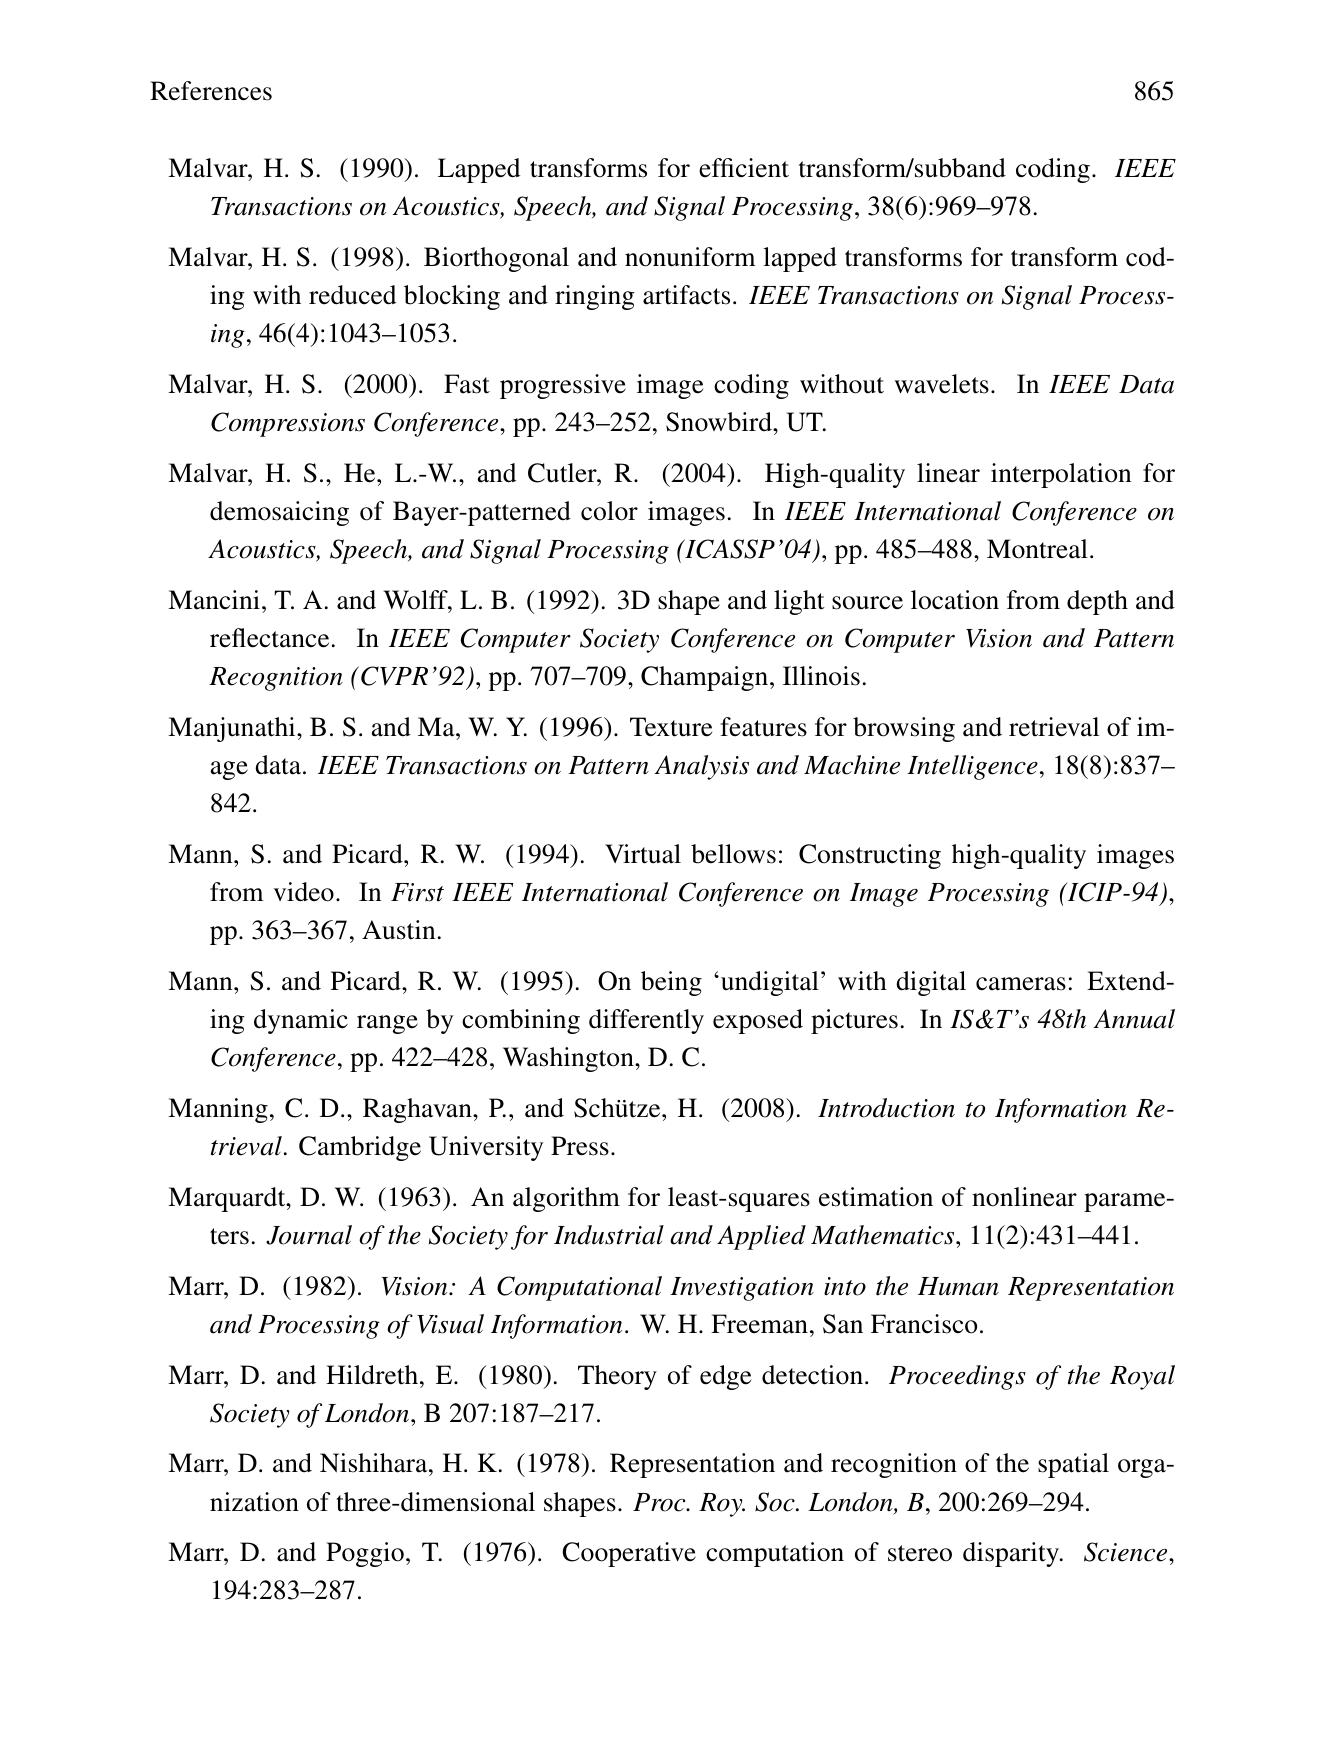 References 865
Malvar, H. S. (1990). Lapped transforms for efficient transform/subband coding. IEEE
Transactions on Acoustics, Speech, and Signal Processing, 38(6):969–978.
Malvar, H. S. (1998). Biorthogonal and nonuniform lapped transforms for transform cod-
ing with reduced blocking and ringing artifacts. IEEE Transactions on Signal Process-
ing, 46(4):1043–1053.
Malvar, H. S. (2000). Fast progressive image coding without wavelets. In IEEE Data
Compressions Conference, pp. 243–252, Snowbird, UT.
Malvar, H. S., He, L.-W., and Cutler, R. (2004). High-quality linear interpolation for
demosaicing of Bayer-patterned color images. In IEEE International Conference on
Acoustics, Speech, and Signal Processing (ICASSP’04), pp. 485–488, Montreal.
Mancini, T. A. and Wolff, L. B. (1992). 3D shape and light source location from depth and
reflectance. In IEEE Computer Society Conference on Computer Vision and Pattern
Recognition (CVPR’92), pp. 707–709, Champaign, Illinois.
Manjunathi, B. S. and Ma, W. Y. (1996). Texture features for browsing and retrieval of im-
age data. IEEE Transactions on Pattern Analysis and Machine Intelligence, 18(8):837–
842.
Mann, S. and Picard, R. W. (1994). Virtual bellows: Constructing high-quality images
from video. In First IEEE International Conference on Image Processing (ICIP-94),
pp. 363–367, Austin.
Mann, S. and Picard, R. W. (1995). On being ‘undigital’ with digital cameras: Extend-
ing dynamic range by combining differently exposed pictures. In IS&T’s 48th Annual
Conference, pp. 422–428, Washington, D. C.
Manning, C. D., Raghavan, P., and Schütze, H. (2008). Introduction to Information Re-
trieval. Cambridge University Press.
Marquardt, D. W. (1963). An algorithm for least-squares estimation of nonlinear parame-
ters. Journal of the Society for Industrial and Applied Mathematics, 11(2):431–441.
Marr, D. (1982). Vision: A Computational Investigation into the Human Representation
and Processing of Visual Information. W. H. Freeman, San Francisco.
Marr, D. and Hildreth, E. (1980). Theory of edge detection. Proceedings of the Royal
Society of London, B 207:187–217.
Marr, D. and Nishihara, H. K. (1978). Representation and recognition of the spatial orga-
nization of three-dimensional shapes. Proc. Roy. Soc. London, B, 200:269–294.
Marr, D. and Poggio, T. (1976). Cooperative computation of stereo disparity. Science,
194:283–287.